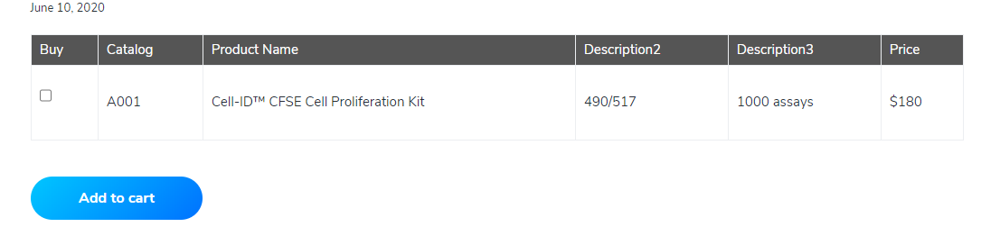 June 10, 2020
Buy Catalog Product Name Description2 Description3 Price
A001 Cell-ID™ CFSE Cell Proliferation Kit 490/517 1000 assays $180
Add to cart